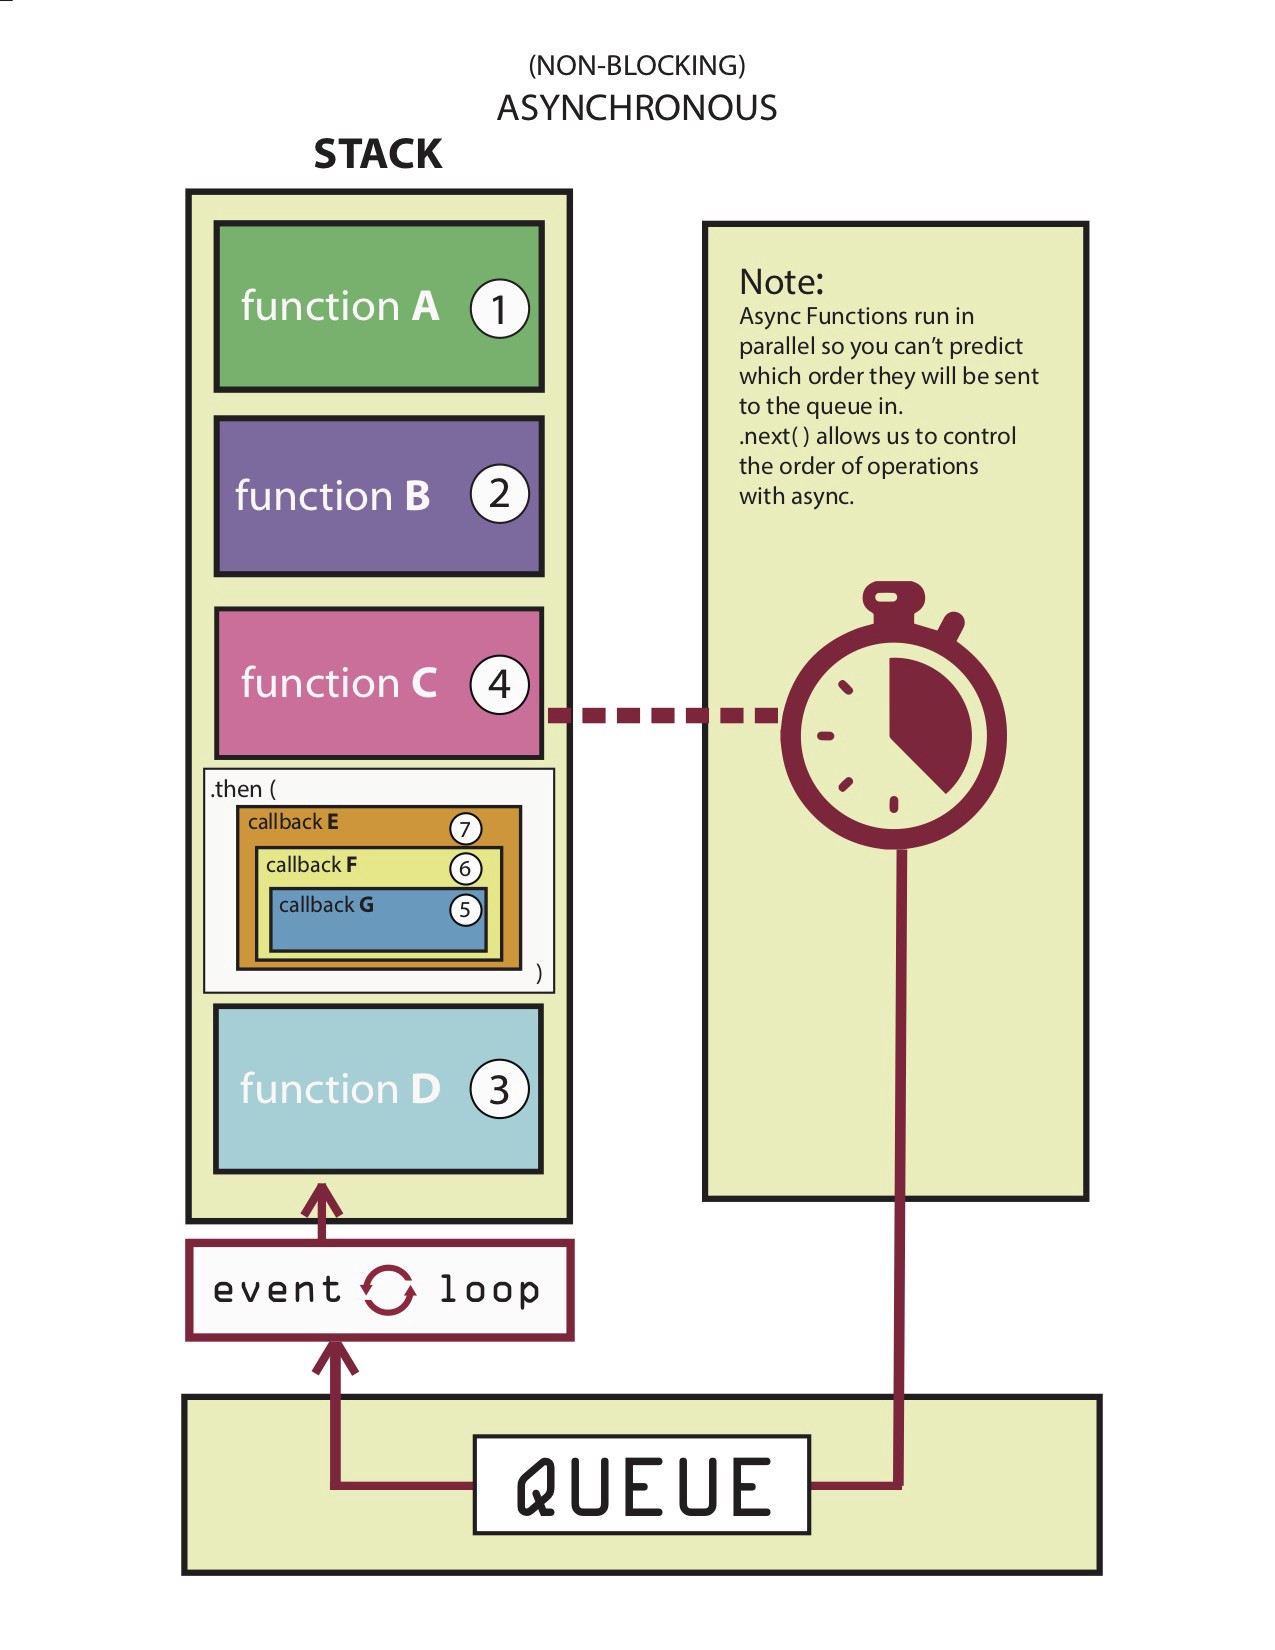 (NON-BLOCKING)
ASYNCHRONOUS
STACK
function A 1
function B 2
function C 4
.then (
callback E 7
callback F 6
callback G 5
)
function D 3
event loop
QUEUE
Note:
Async Functions run in
parallel so you can't predict
which order they will be sent
to the queue in.
.next( ) allows us to control
the order of operations
with async.